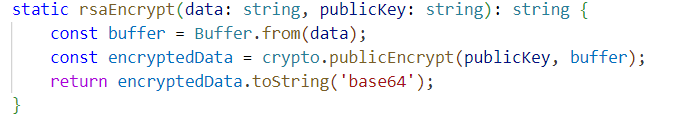 static rsaEncrypt(data: string, publicKey: string): string {
    const buffer = Buffer.from(data);
    const encryptedData = crypto.publicEncrypt(publicKey, buffer);
    return encryptedData.toString('base64');
}